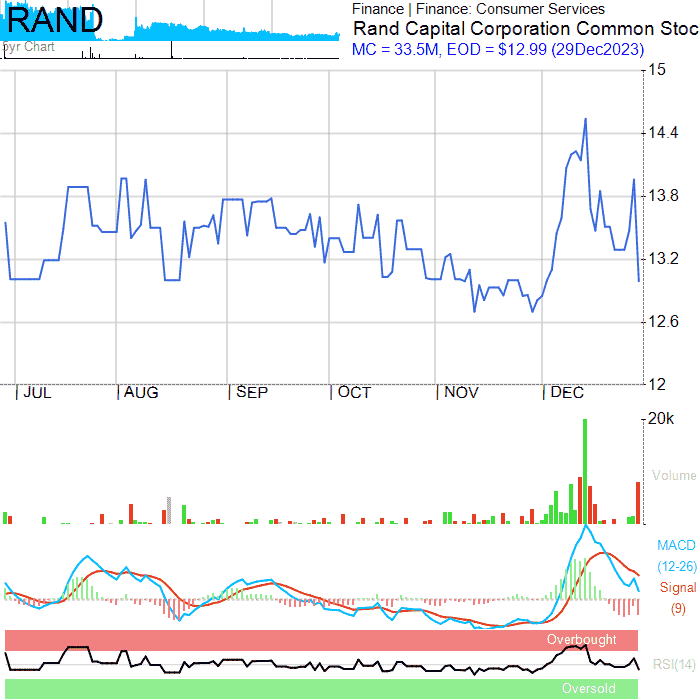 RAND
Finance | Finance: Consumer Services
Rand Capital Corporation Common Stoc
MC = 33.5M, EOD = $12.99 (29Dec2023)
yr Chart
15
14.4
13.8
13.2
12.6
12
JUL AUG SEP OCT NOV DEC
20k
Volume
MACD
(12-26)
Signal
(9)
Overbought
RSI(14)
Oversold